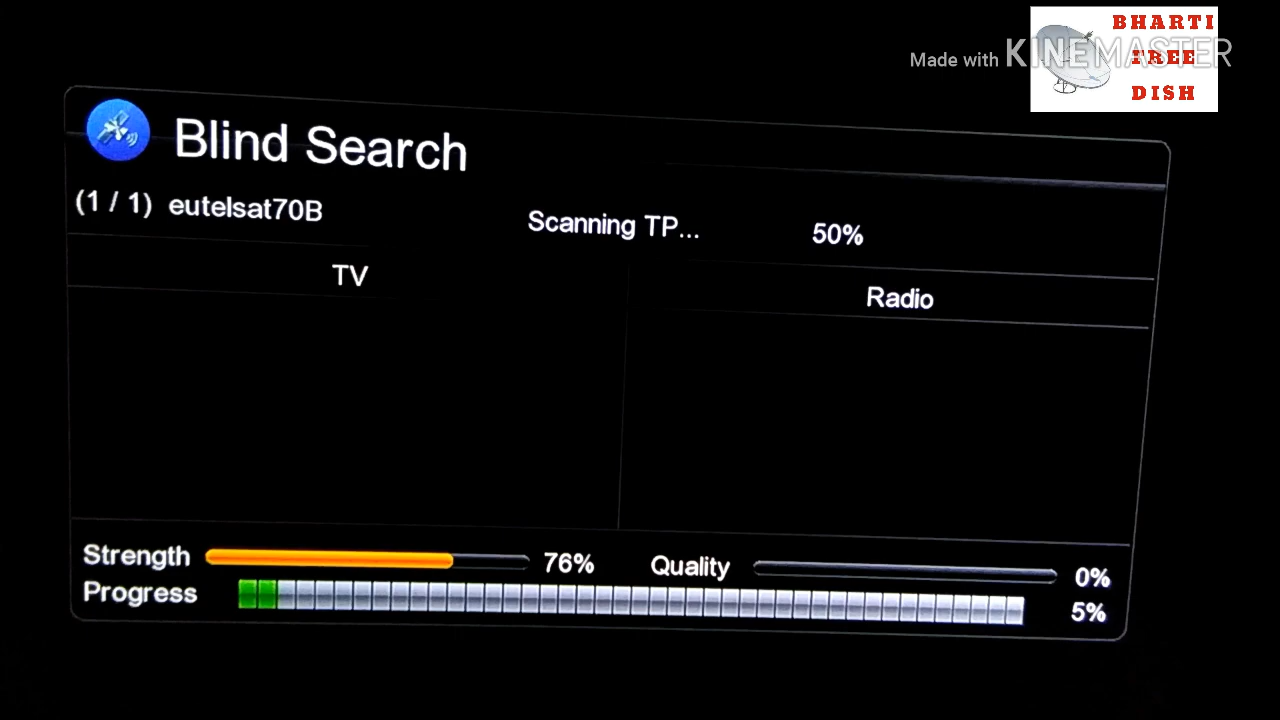 BHARTI
FREE
DISH
Made with KINEMASTER
Blind Search
(1 / 1) eutelsat70B
Scanning TP... 50%
TV
Radio
Strength 76% Quality 0%
Progress 5%